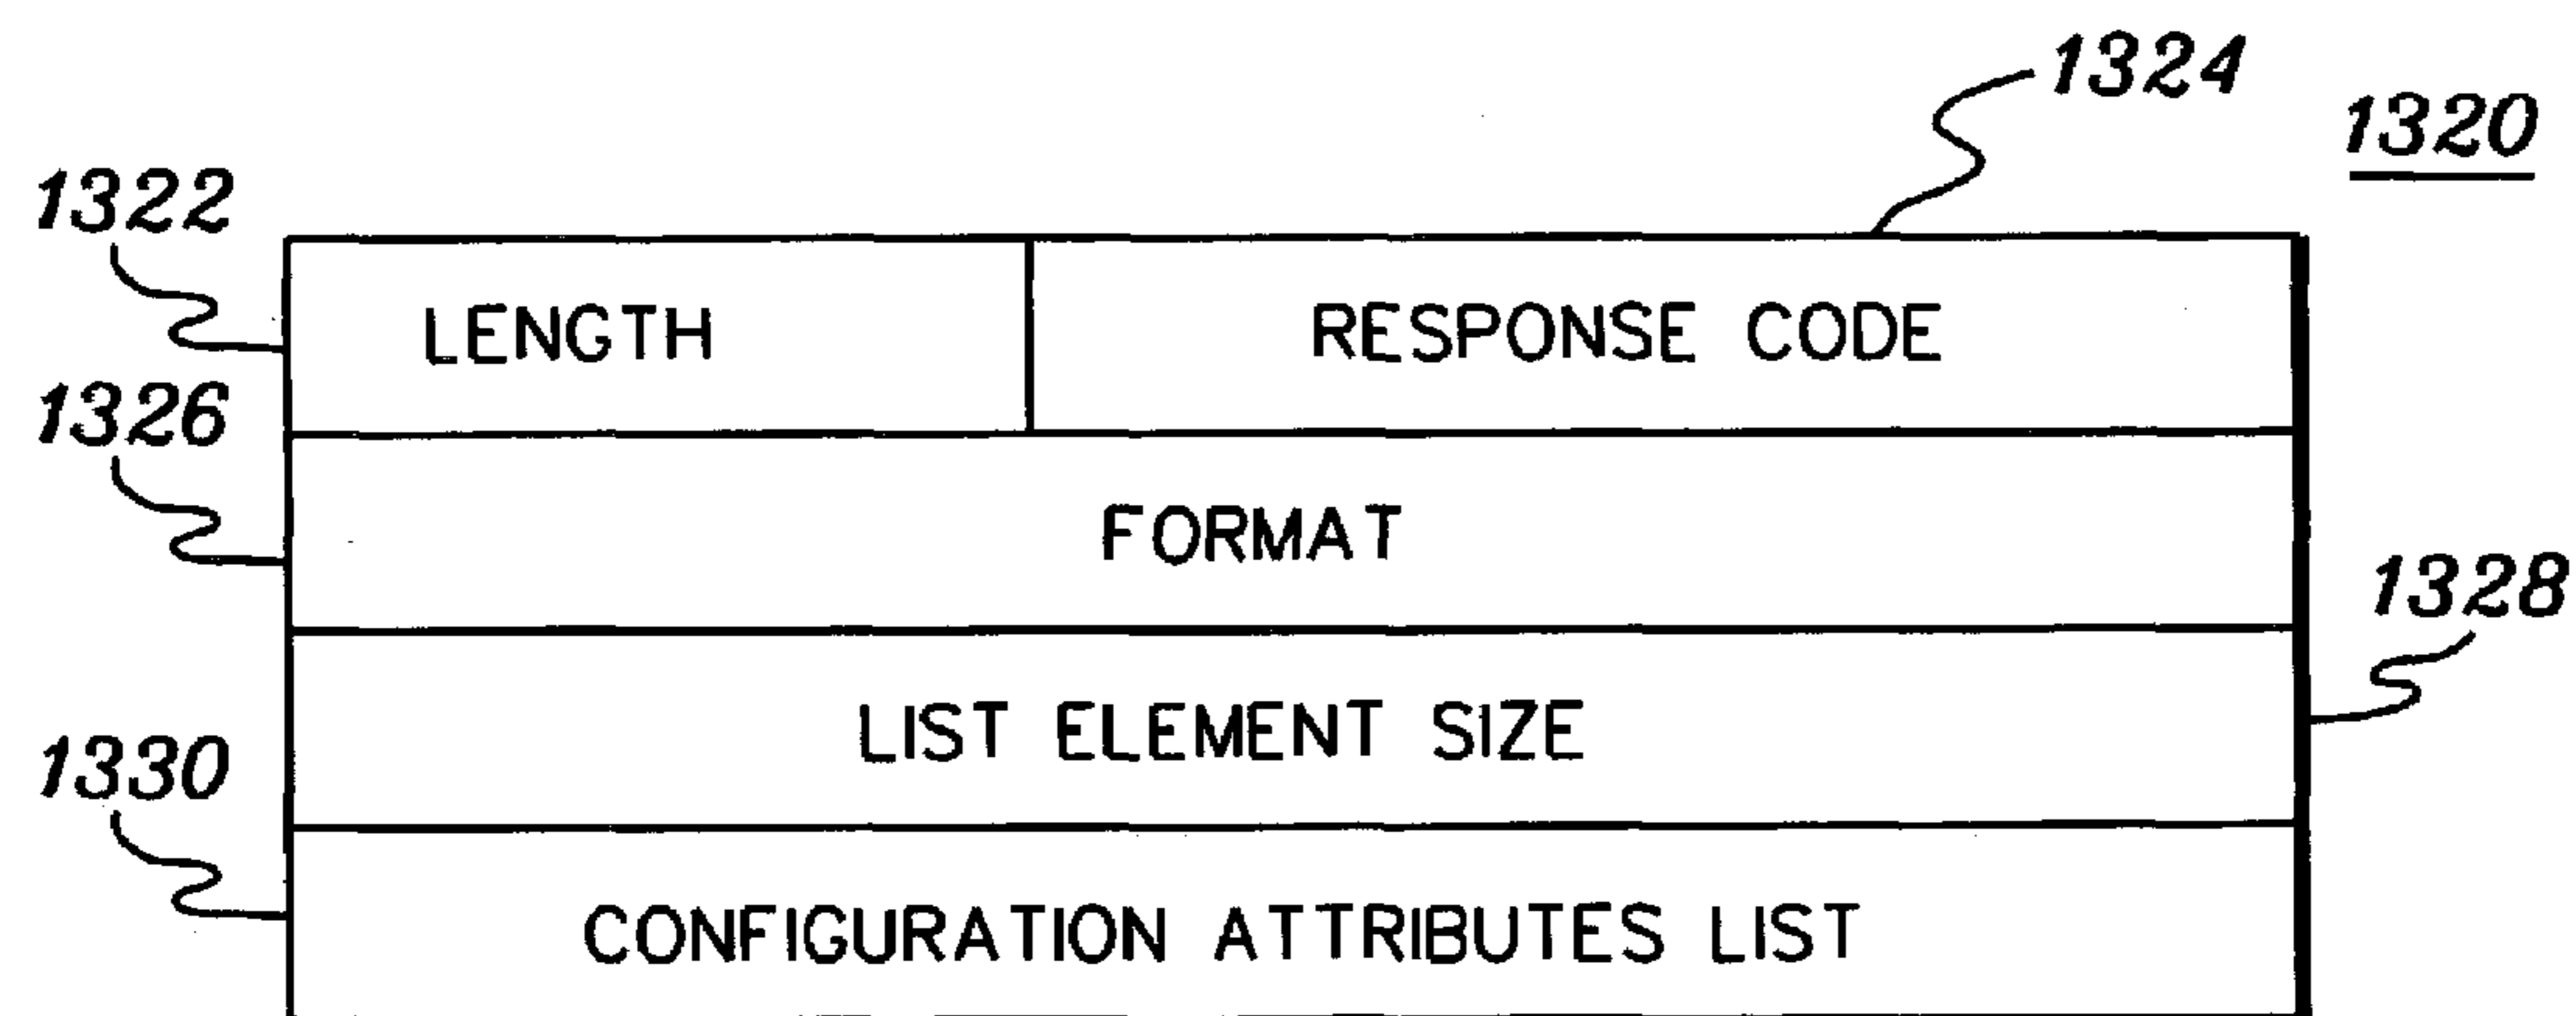 1324
1320
1322
LENGTH RESPONSE CODE
1326
FORMAT
1328
LIST ELEMENT SIZE
1330
CONFIGURATION ATTRIBUTES LIST